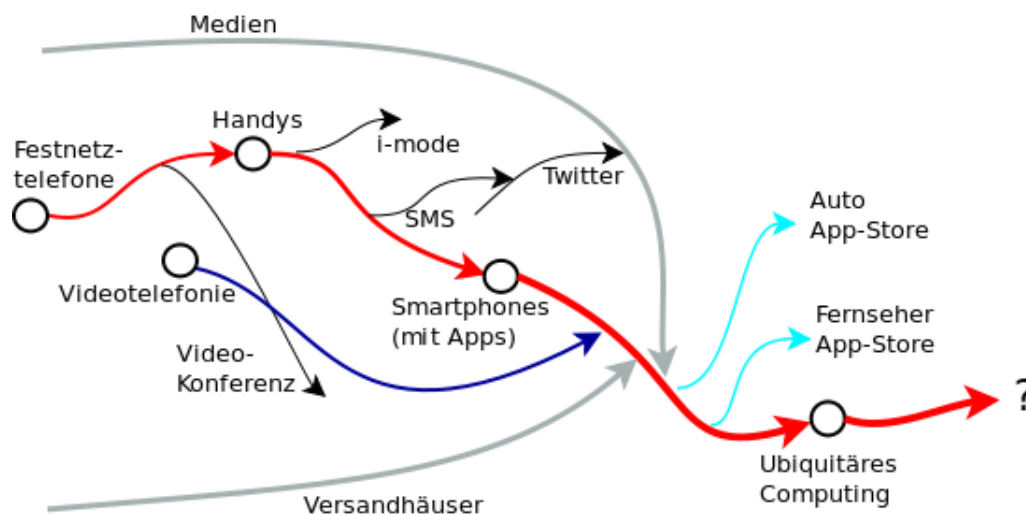 Medien
Handys
Festnetz-
telefone
i-mode
Twitter
SMS
Auto
App-Store
Videotelefonie
Smartphones
(mit Apps)
Fernseher
App-Store
Video-
Konferenz
?
Ubiquitäres
Computing
Versandhäuser